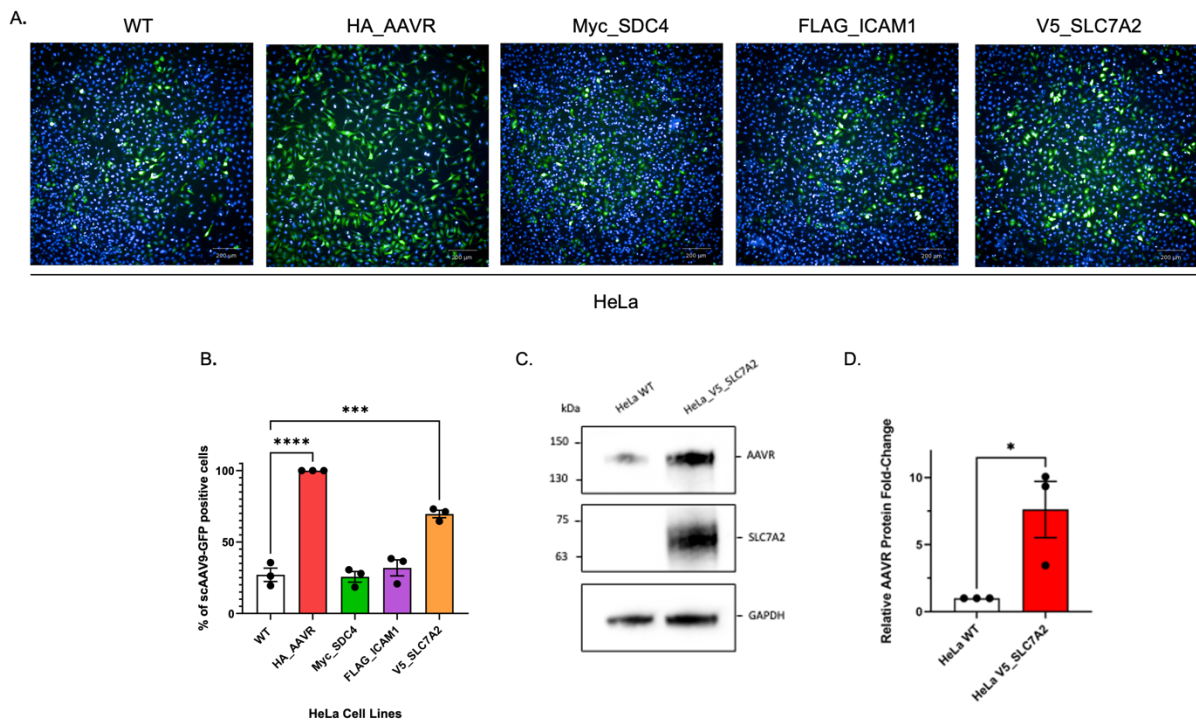 A.
WT HA_AAVR Myc_SDC4 FLAG_ICAM1 V5_SLC7A2
200 µm 200 µm 200 µm 200 µm 200 µm
HeLa
B.
*** 
****
% of scAAV9-GFP positive cells
100
50
0
WT
HA_AAVR
Myc_SDC4
FLAG_ICAM1
V5_SLC7A2
HeLa Cell Lines
C.
HeLa WT
HeLa_V5_SLC7A2
kDa
150
AAVR
130
75
SLC7A2
63
GAPDH
D.
*
Relative AAVR Protein Fold-Change
10
5
0
HeLa WT
HeLa V5_SLC7A2